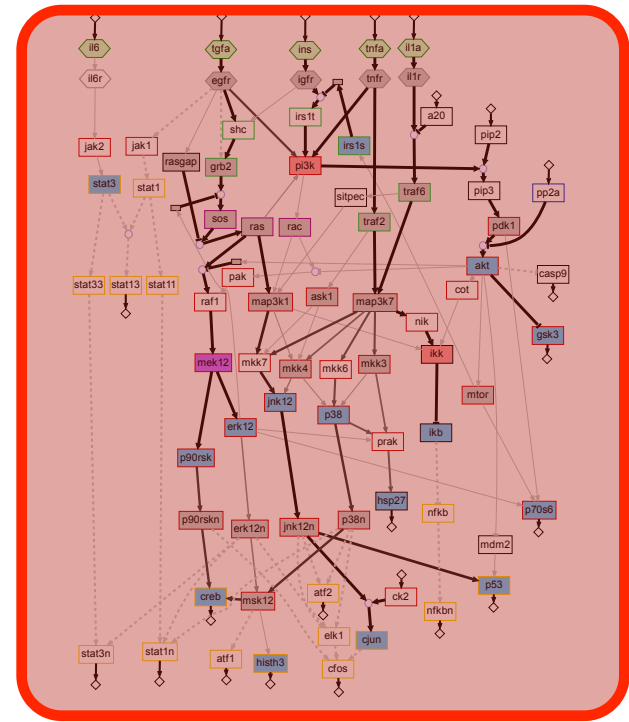 il6 tgfa ins tnfa il1a
il6r egfr igfr tnfr il1r
irs1t a20
shc pip2
jak2 jak1 irs1s
rasgap grb2 pi3k pp2a
stat3 stat1 sitpec traf6 pip3
sos ras rac traf2 pdk1
akt
stat33 stat13 stat11 pak casp9
raf1 map3k1 ask1 map3k7 cot
nik gsk3
mek12 mkk7 mkk4 mkk6 mkk3 ikk
jnk12 mtor
erk12 p38 ikb
p90rsk prak
hsp27
p90rskn erk12n jnk12n p38n nfkb p70s6
mdm2
creb msk12 atf2 ck2 p53
nfkbn
elk1 cjun
stat3n stat1n atf1 histh3 cfos